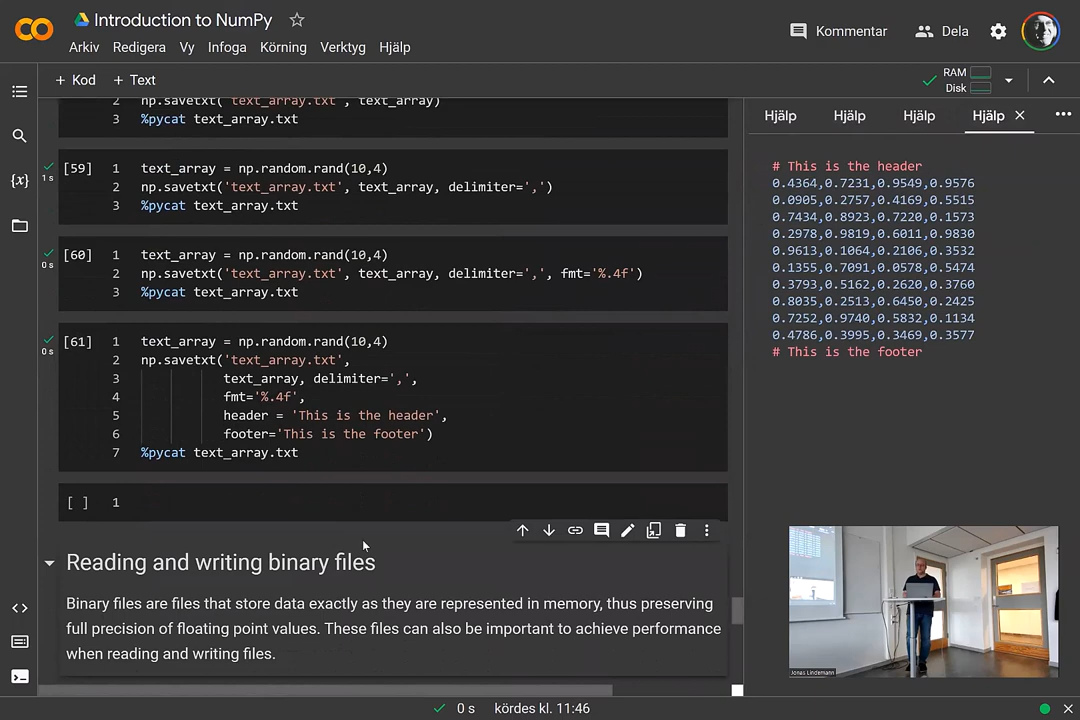 Introduction to NumPy
Arkiv Redigera Vy Infoga Körning Verktyg Hjälp
Kommentar Dela
+ Kod + Text
RAM
Disk
2 np.savetxt('text_array.txt', text_array)
3 %pycat text_array.txt
[59] 1 text_array = np.random.rand(10,4)
1 s
2 np.savetxt('text_array.txt', text_array, delimiter=',')
3 %pycat text_array.txt
[60] 1 text_array = np.random.rand(10,4)
0 s
2 np.savetxt('text_array.txt', text_array, delimiter=',', fmt='%.4f')
3 %pycat text_array.txt
[61] 1 text_array = np.random.rand(10,4)
0 s
2 np.savetxt('text_array.txt',
3 text_array, delimiter=',',
4 fmt='%.4f',
5 header = 'This is the header',
6 footer='This is the footer')
7 %pycat text_array.txt
[ ] 1
Reading and writing binary files
Binary files are files that store data exactly as they are represented in memory, thus preserving
full precision of floating point values. These files can also be important to achieve performance
when reading and writing files.
Hjälp Hjälp Hjälp Hjälp
# This is the header
0.4364,0.7231,0.9549,0.9576
0.0905,0.2757,0.4169,0.5515
0.7434,0.8923,0.7220,0.1573
0.2978,0.9819,0.6011,0.9830
0.9613,0.1064,0.2106,0.3532
0.1355,0.7091,0.0578,0.5474
0.3793,0.5162,0.2620,0.3760
0.8035,0.2513,0.6450,0.2425
0.7252,0.9740,0.5832,0.1134
0.4786,0.3995,0.3469,0.3577
# This is the footer
Jonas Lindemann
0 s kördes kl. 11:46